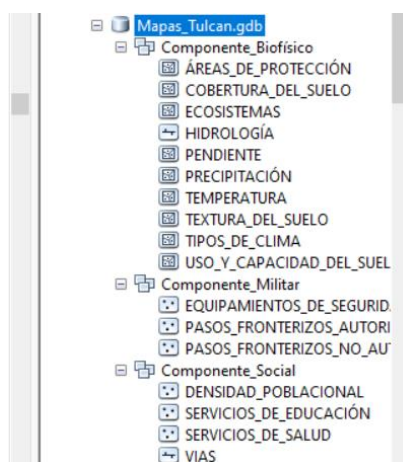 Mapas_Tulcan.gdb
Componente_Biofísico
ÁREAS_DE_PROTECCIÓN
COBERTURA_DEL_SUELO
ECOSISTEMAS
HIDROLOGÍA
PENDIENTE
PRECIPITACIÓN
TEMPERATURA
TEXTURA_DEL_SUELO
TIPOS_DE_CLIMA
USO_Y_CAPACIDAD_DEL_SUEL
Componente_Militar
EQUIPAMIENTOS_DE_SEGURID
PASOS_FRONTERIZOS_AUTORI
PASOS_FRONTERIZOS_NO_AU
Componente_Social
DENSIDAD_POBLACIONAL
SERVICIOS_DE_EDUCACIÓN
SERVICIOS_DE_SALUD
VIAS